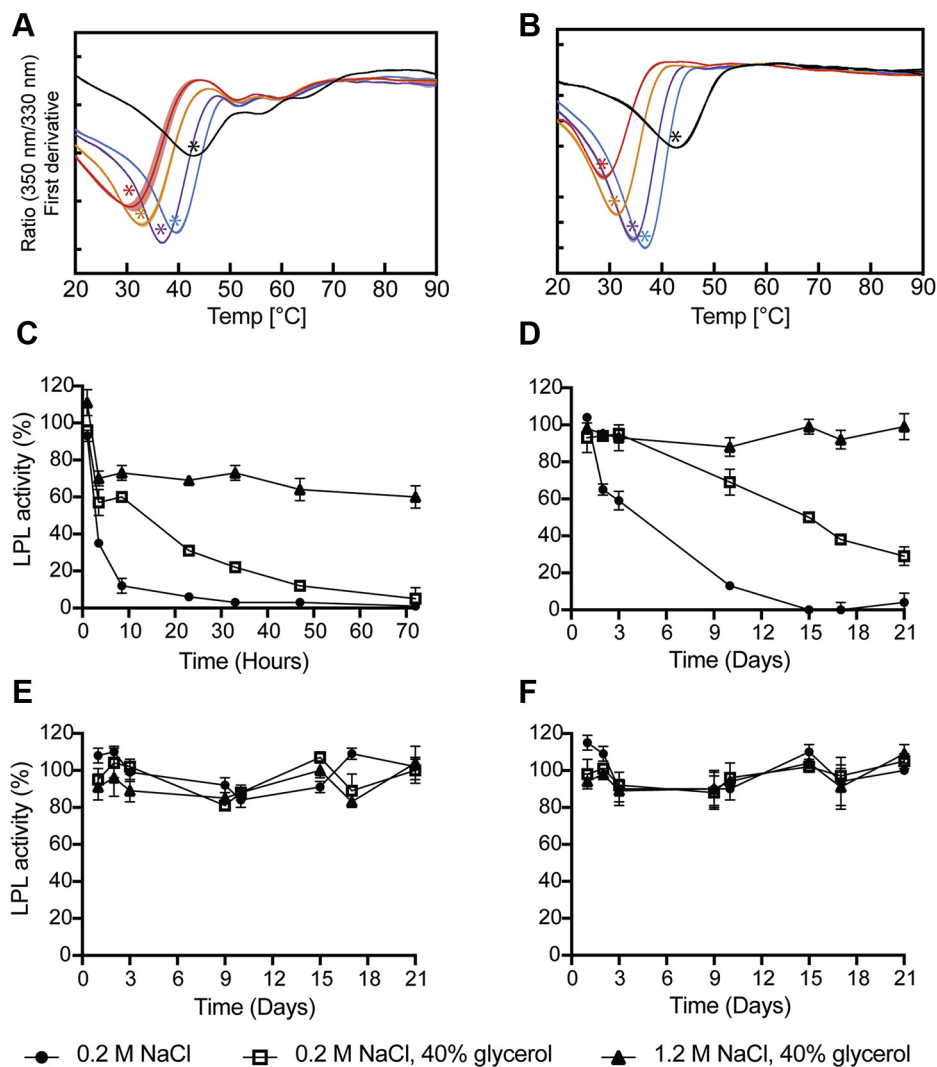 A
B
Ratio (350 nm/330 nm)
First derivative
* * * * *
* * * * *
20 30 40 50 60 70 80 90
20 30 40 50 60 70 80 90
Temp [°C]
Temp [°C]
C
D
LPL activity (%)
120
100
80
60
40
20
0
0 10 20 30 40 50 60 70
Time (Hours)
120
100
80
60
40
20
0
0 3 6 9 12 15 18 21
Time (Days)
E
F
LPL activity (%)
120
100
80
60
40
20
0
0 3 6 9 12 15 18 21
Time (Days)
120
100
80
60
40
20
0
0 3 6 9 12 15 18 21
Time (Days)
0.2 M NaCl
0.2 M NaCl, 40% glycerol
1.2 M NaCl, 40% glycerol